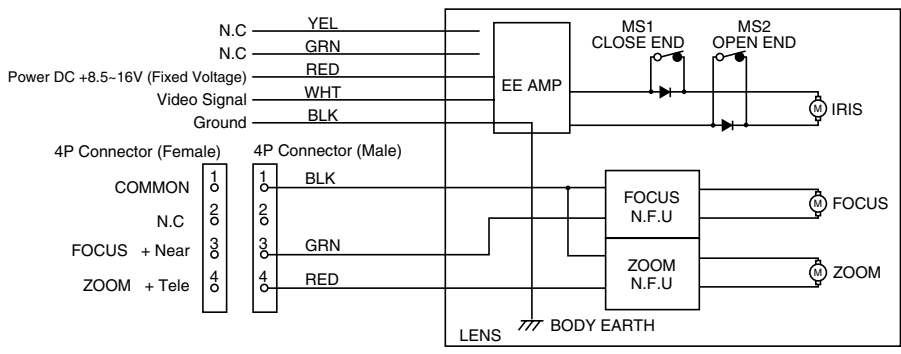 N.C YEL
N.C GRN
Power DC +8.5~16V (Fixed Voltage) RED
Video Signal WHT
Ground BLK
EE AMP
MS1
CLOSE END
MS2
OPEN END
M IRIS
4P Connector (Female) 4P Connector (Male)
COMMON 1 1 BLK
N.C 2 2
FOCUS + Near 3 3 GRN
ZOOM + Tele 4 4 RED
FOCUS
N.F.U
M FOCUS
ZOOM
N.F.U
M ZOOM
LENS
BODY EARTH